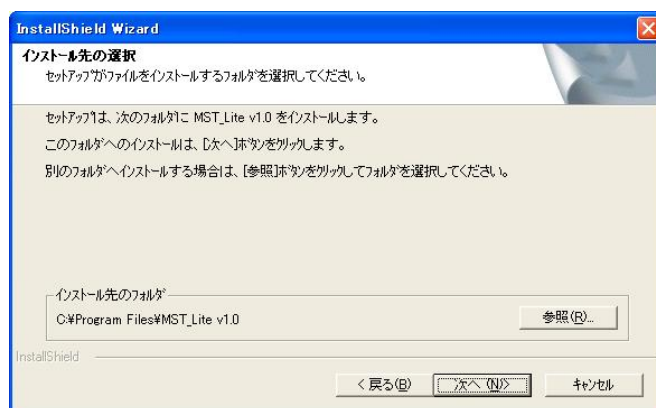 InstallShield Wizard
インストール先の選択
セットアップがファイルをインストールするフォルダを選択してください。
セットアップは、次のフォルダに MST_Lite v1.0 をインストールします。
このフォルダへのインストールは、[次へ]ボタンをクリックします。
別のフォルダへインストールする場合は、[参照]ボタンをクリックしてフォルダを選択してください。
インストール先のフォルダ
C:¥Program Files¥MST_Lite v1.0
参照(R)...
InstallShield
< 戻る(B)
次へ (N)>
キャンセル